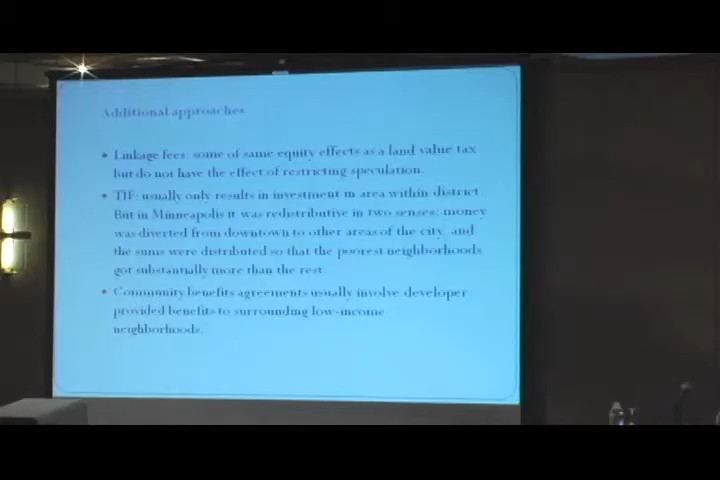 Additional approaches
• Linkage fees: some of same equity effects as a land value tax
but do not have the effect of restricting speculation.
• TIF: usually only results in investment in area within district.
But in Minneapolis it was redistributive in two senses: money
was diverted from downtown to other areas of the city, and
the sums were distributed so that the poorest neighborhoods
got substantially more than the rest.
• Community benefits agreements usually involve developer
provided benefits to surrounding low-income
neighborhoods.